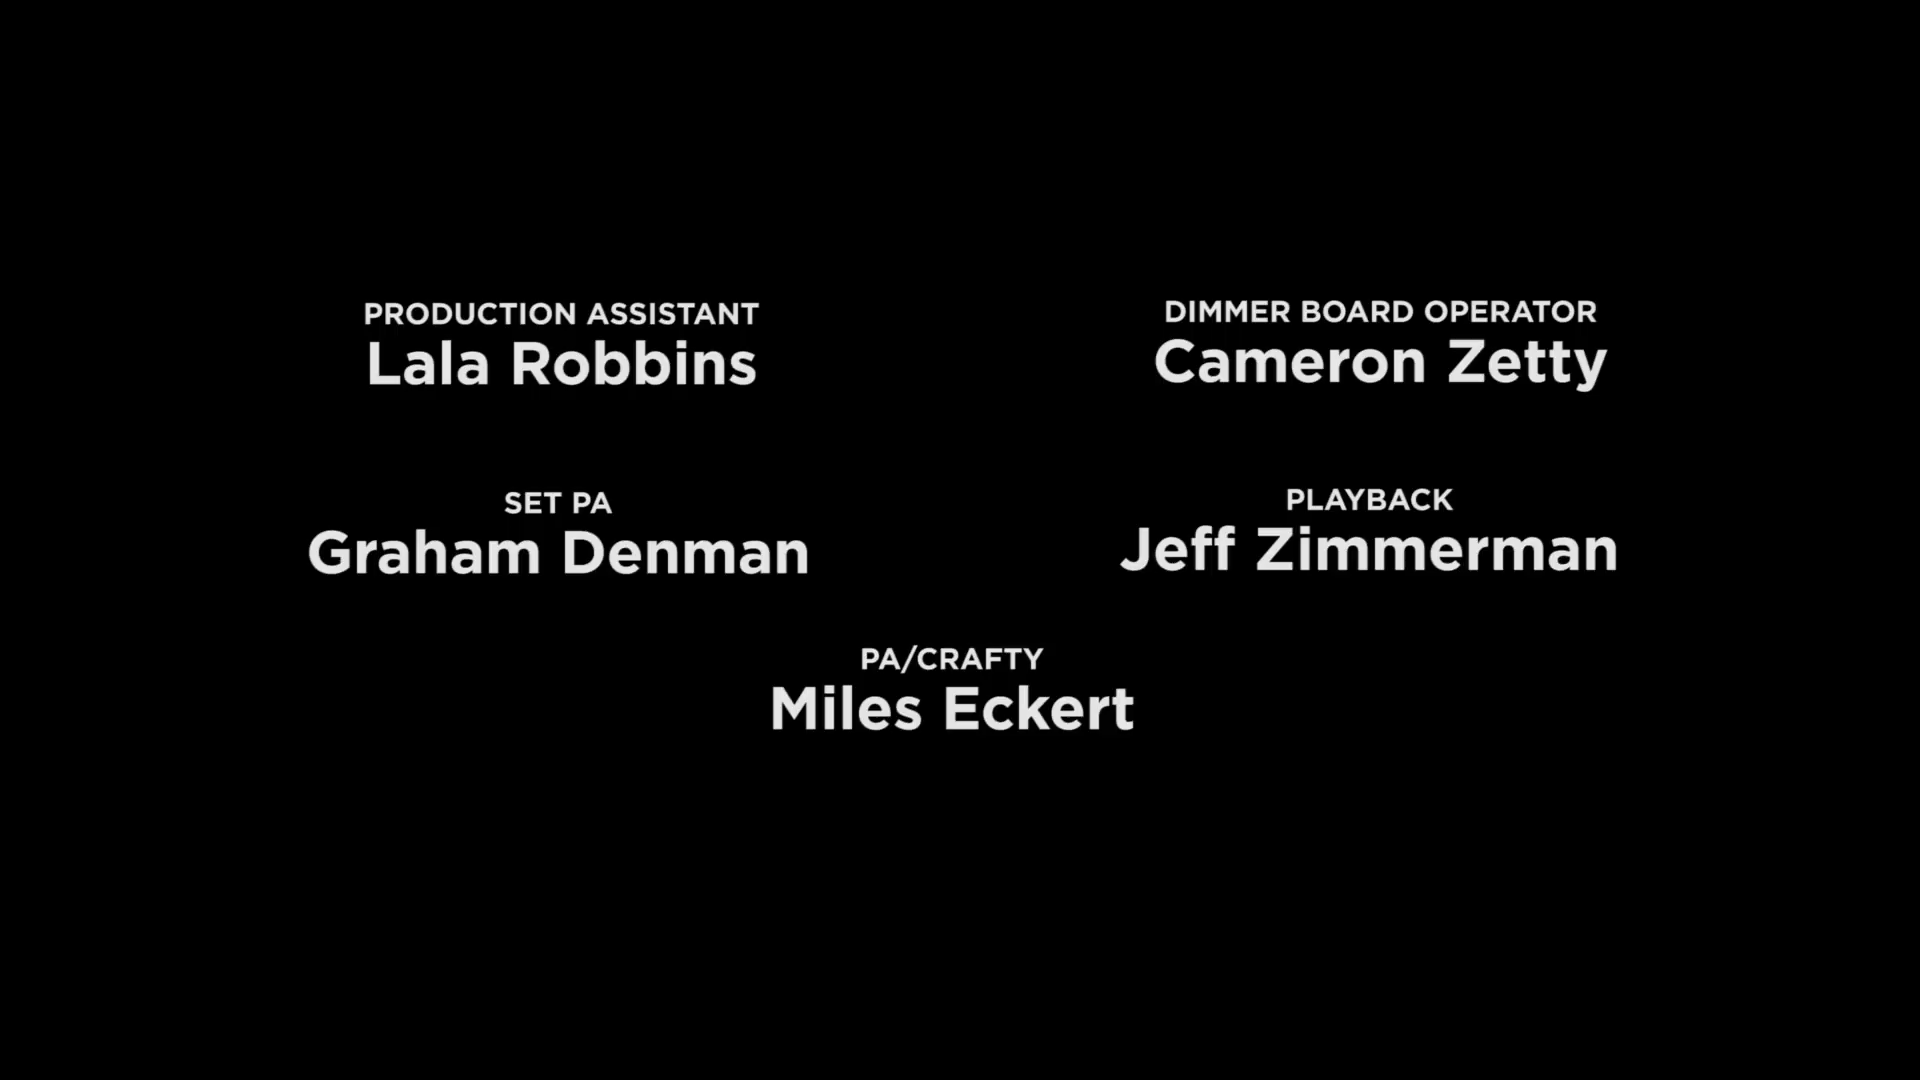 PRODUCTION ASSISTANT
Lala Robbins
DIMMER BOARD OPERATOR
Cameron Zetty
SET PA
Graham Denman
PLAYBACK
Jeff Zimmerman
PA/CRAFTY
Miles Eckert